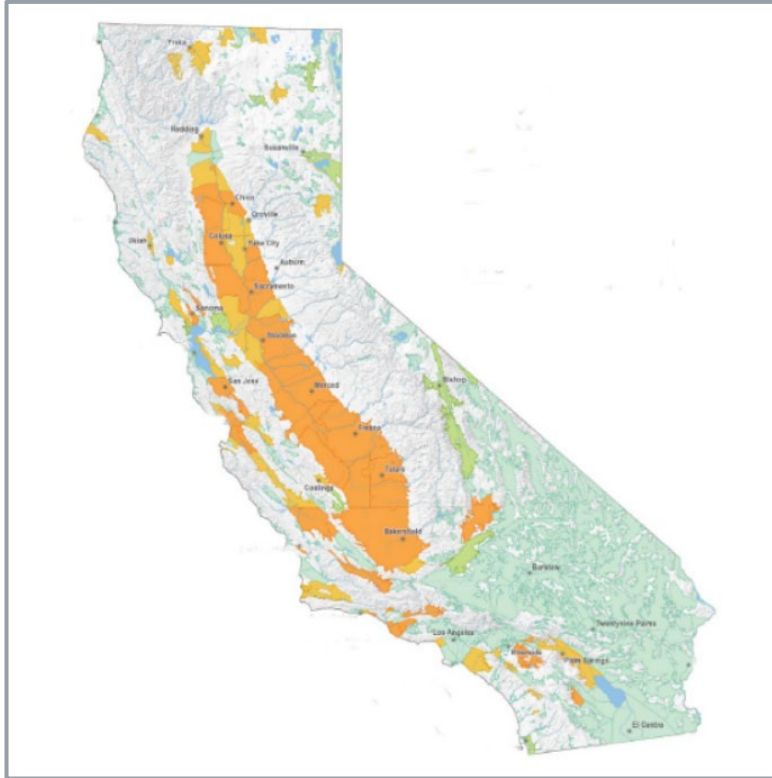 Yreka
Redding
Susanville
Chico
Oroville
Ukiah
Colusa
Yuba City
Auburn
Sacramento
Sonoma
Stockton
San Jose
Merced
Bishop
Fresno
Tulare
Coalinga
Bakersfield
Barstow
Twentynine Palms
Los Angeles
Riverside
Palm Springs
El Centro